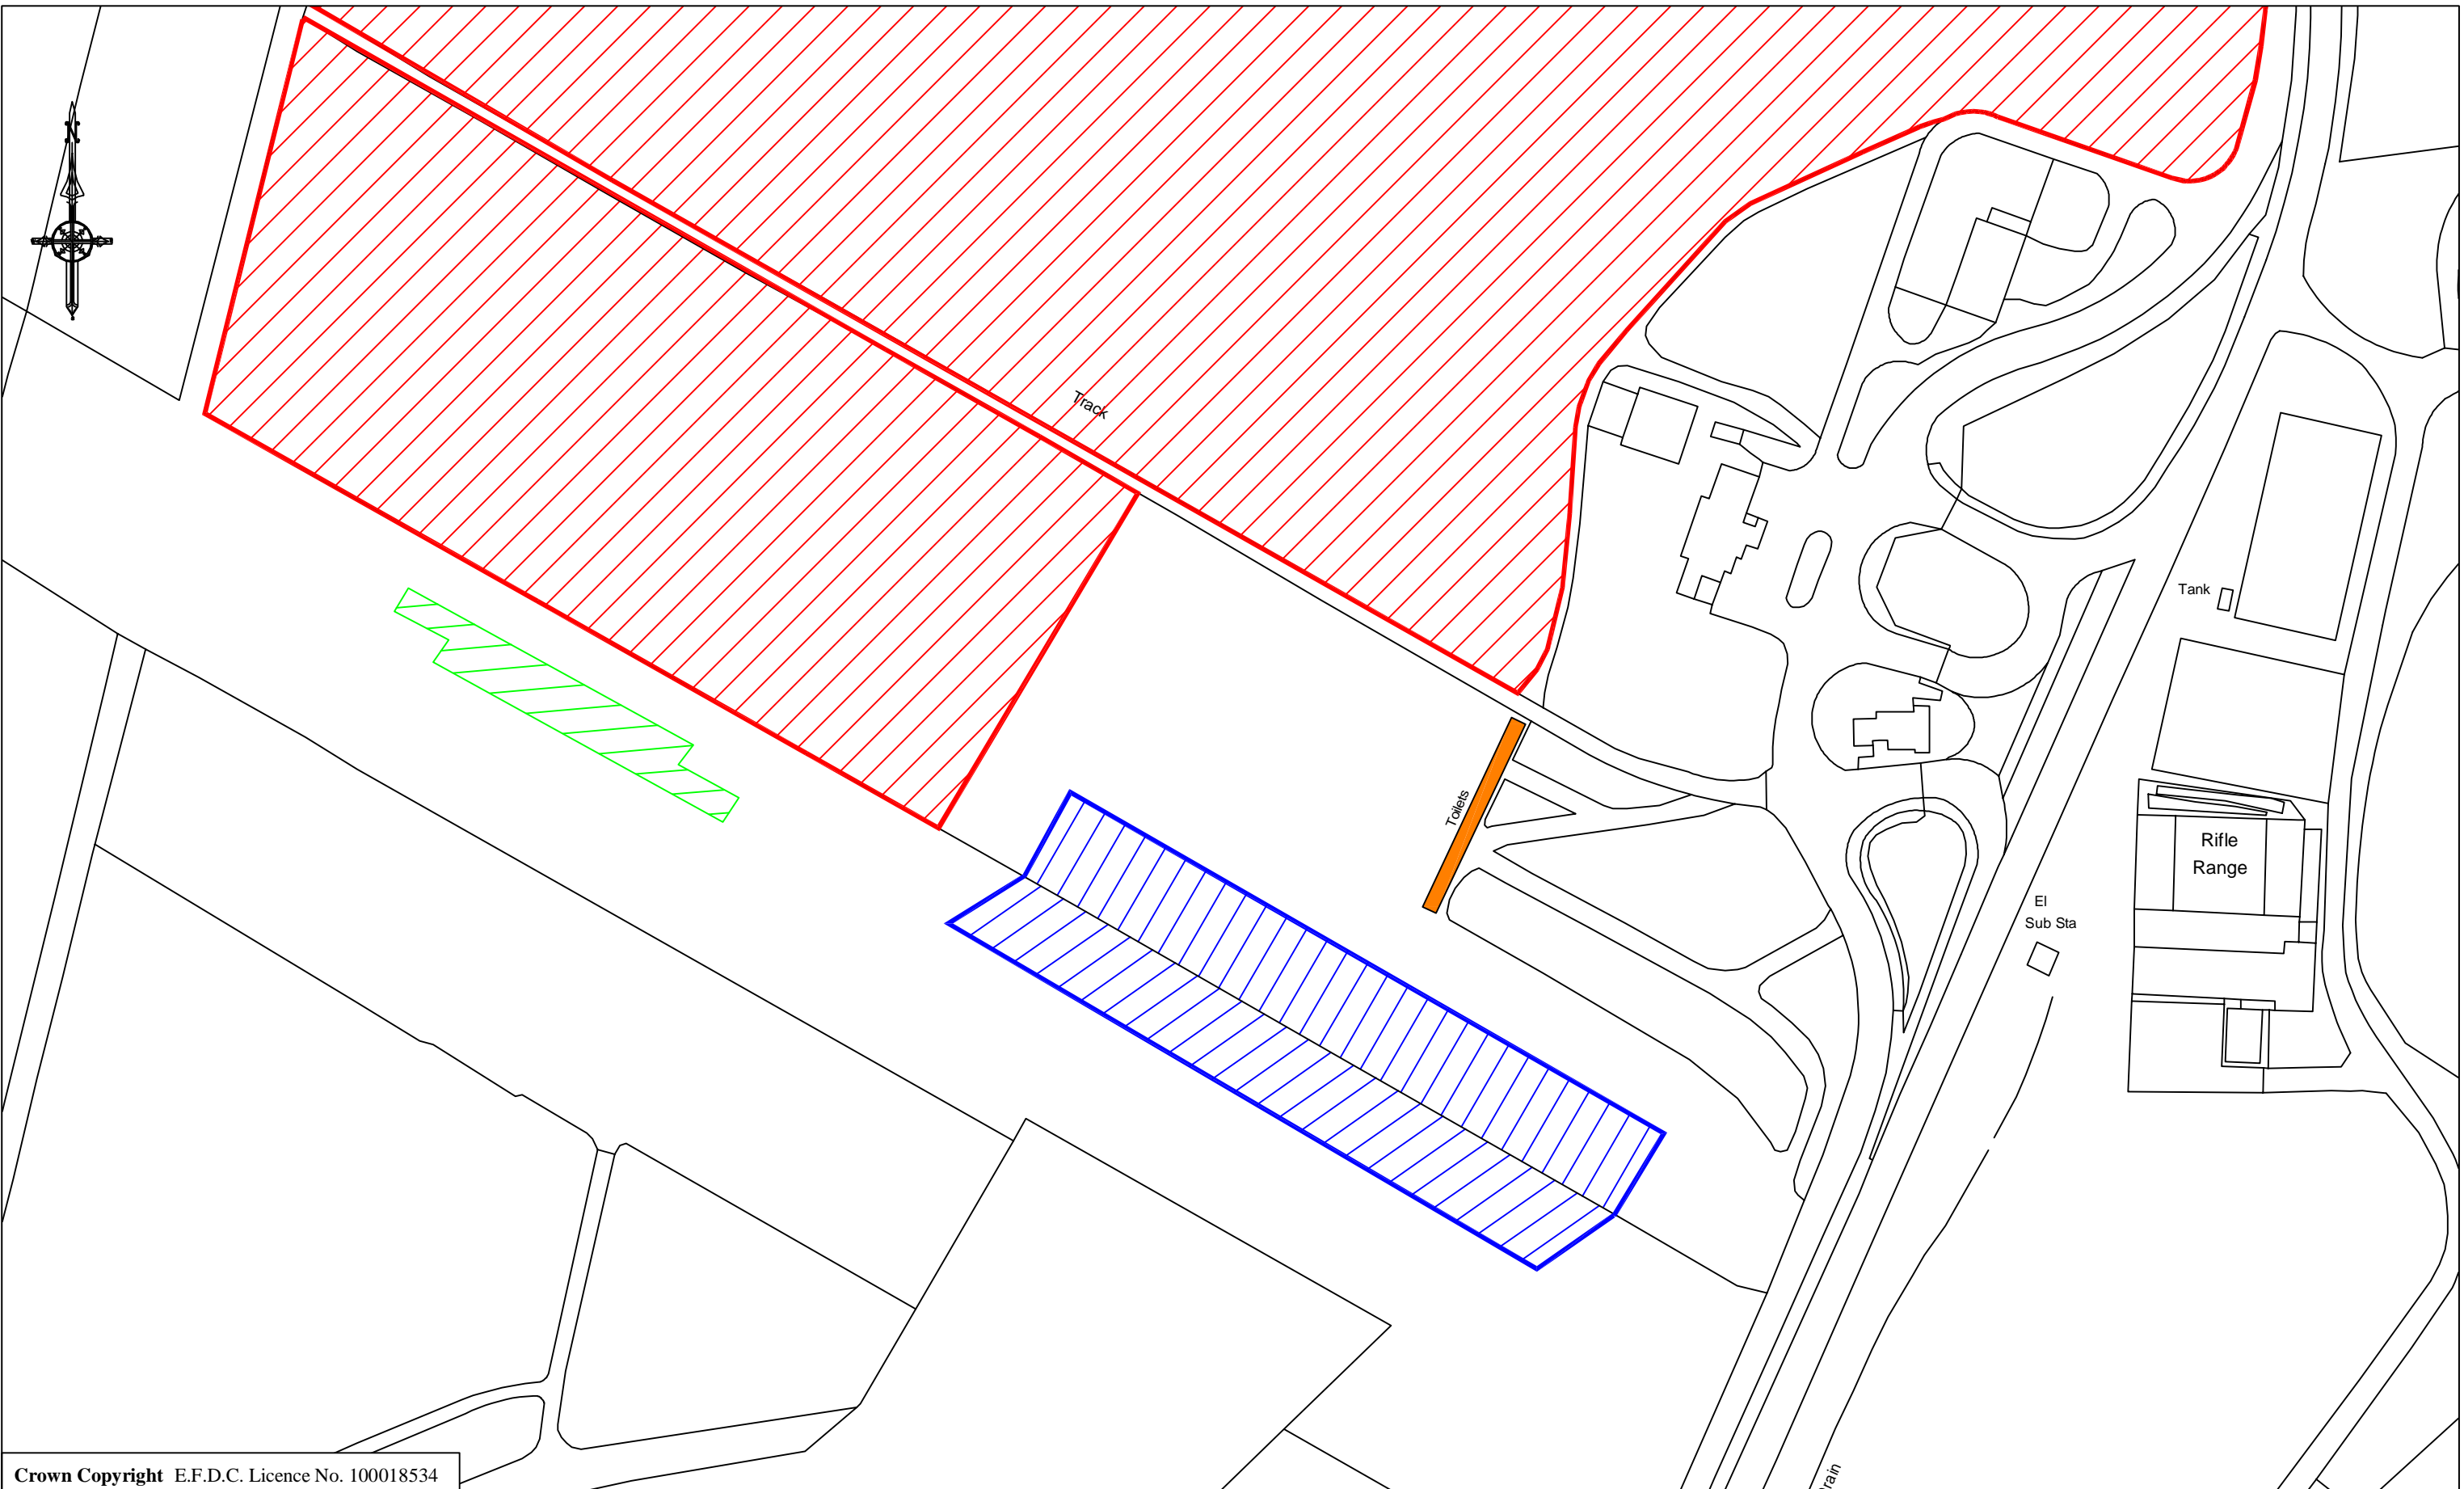 N
Track
Tank
Toilets
Rifle
Range
El
Sub Sta
Crown Copyright E.F.D.C. Licence No. 100018534